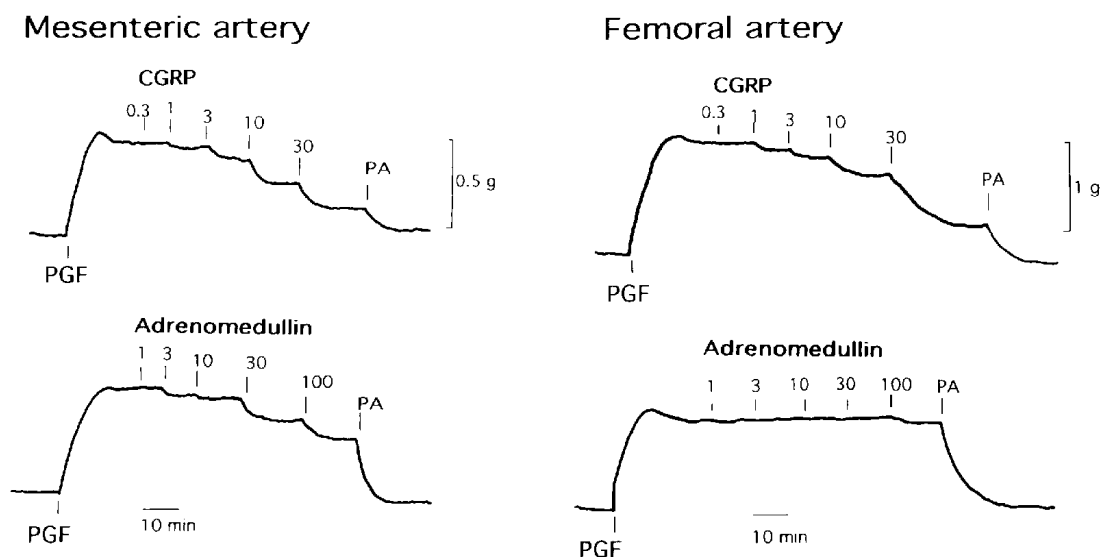 Mesenteric artery
CGRP
0.3 1 3 10 30 PA
0.5 g
PGF
Adrenomedullin
1 3 10 30 100 PA
PGF
10 min
Femoral artery
CGRP
0.3 1 3 10 30 PA
1 g
PGF
Adrenomedullin
1 3 10 30 100 PA
PGF
10 min